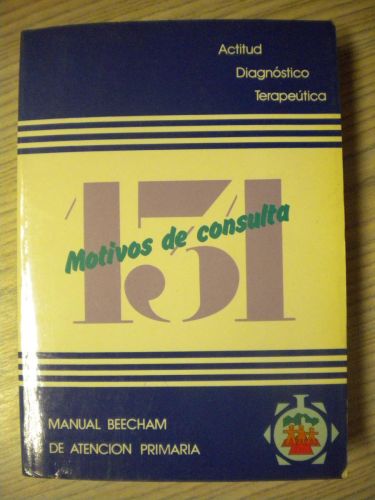 Actitud
Diagnóstico
Terapeútica
131
Motivos de consulta
MANUAL BEECHAM
DE ATENCION PRIMARIA